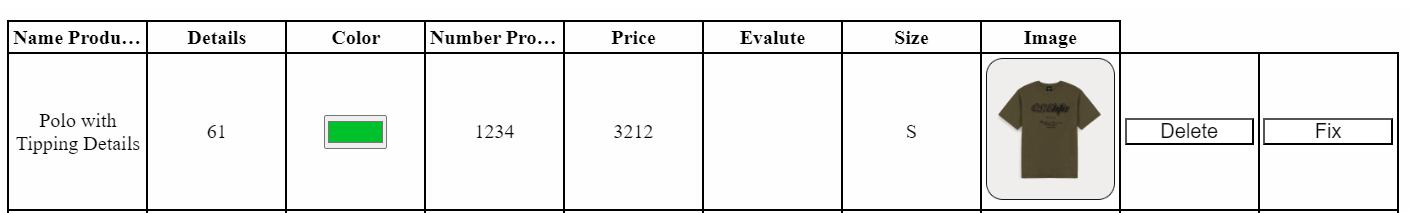 Name Produ...
Details
Color
Number Pro...
Price
Evalute
Size
Image
Polo with
Tipping Details
61
1234
3212
S
Delete
Fix